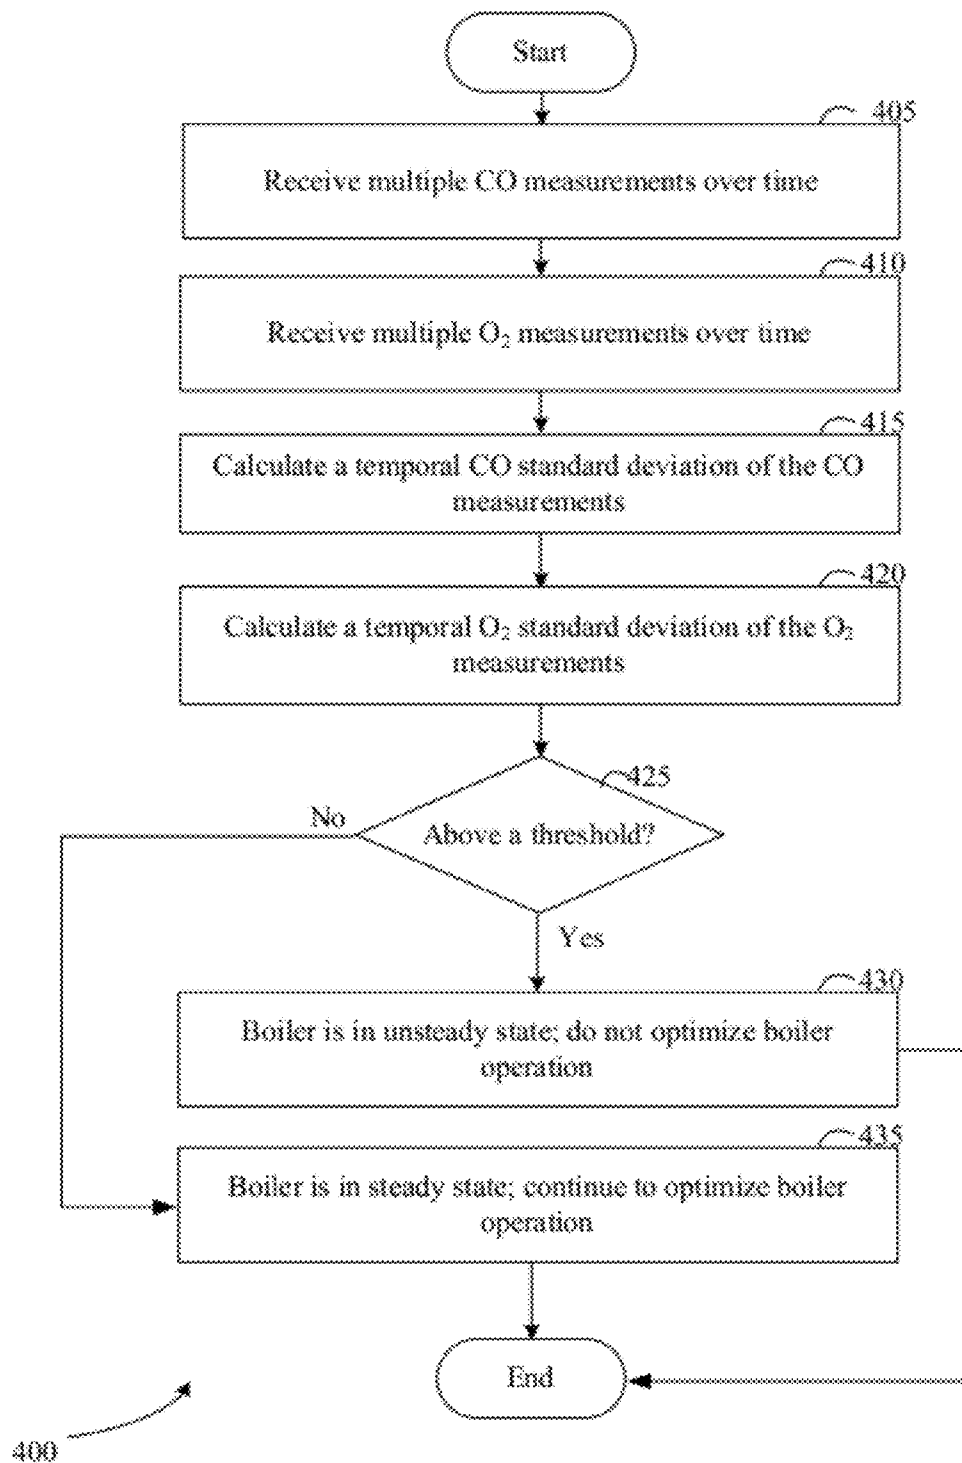 Start
405
Receive multiple CO measurements over time
410
Receive multiple O₂ measurements over time
415
Calculate a temporal CO standard deviation of the CO
measurements
420
Calculate a temporal O₂ standard deviation of the O₂
measurements
425
No
Above a threshold?
Yes
430
Boiler is in unsteady state; do not optimize boiler
operation
435
Boiler is in steady state; continue to optimize boiler
operation
End
400